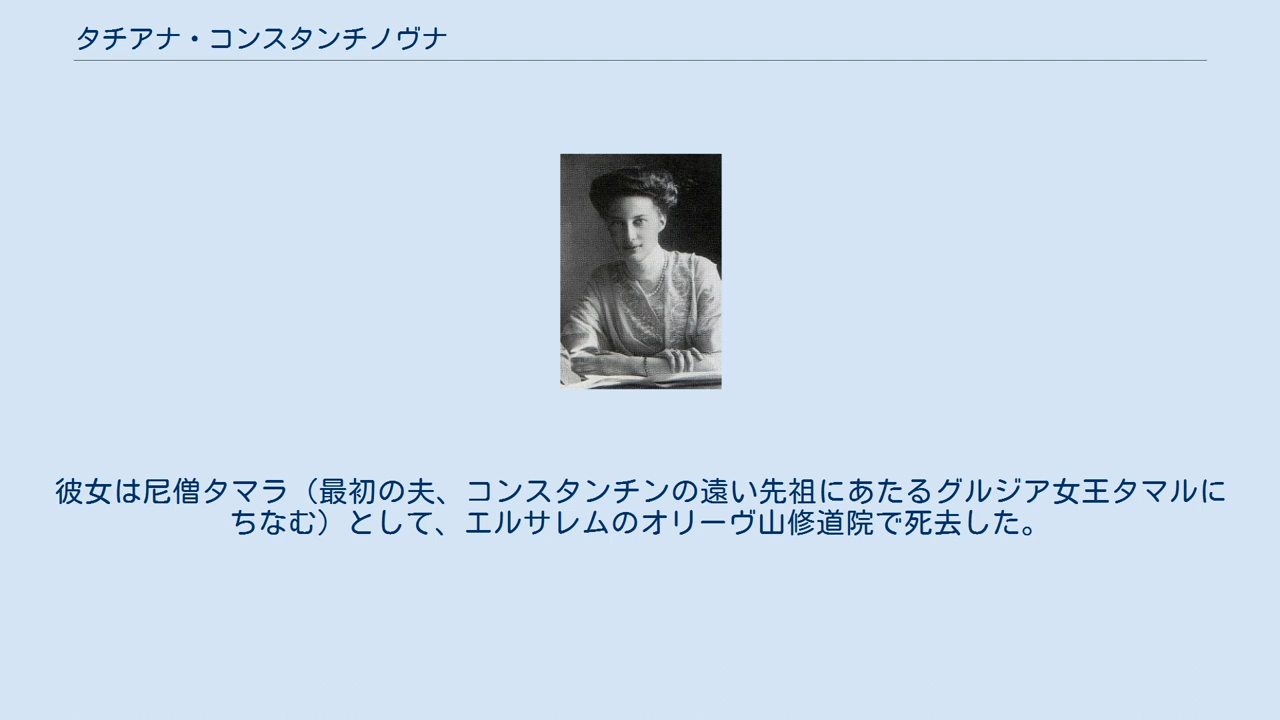 タチアナ・コンスタンチノヴナ
彼女は尼僧タマラ（最初の夫、コンスタンチンの遠い先祖にあたるグルジア女王タマルに
ちなむ）として、エルサレムのオリーヴ山修道院で死去した。